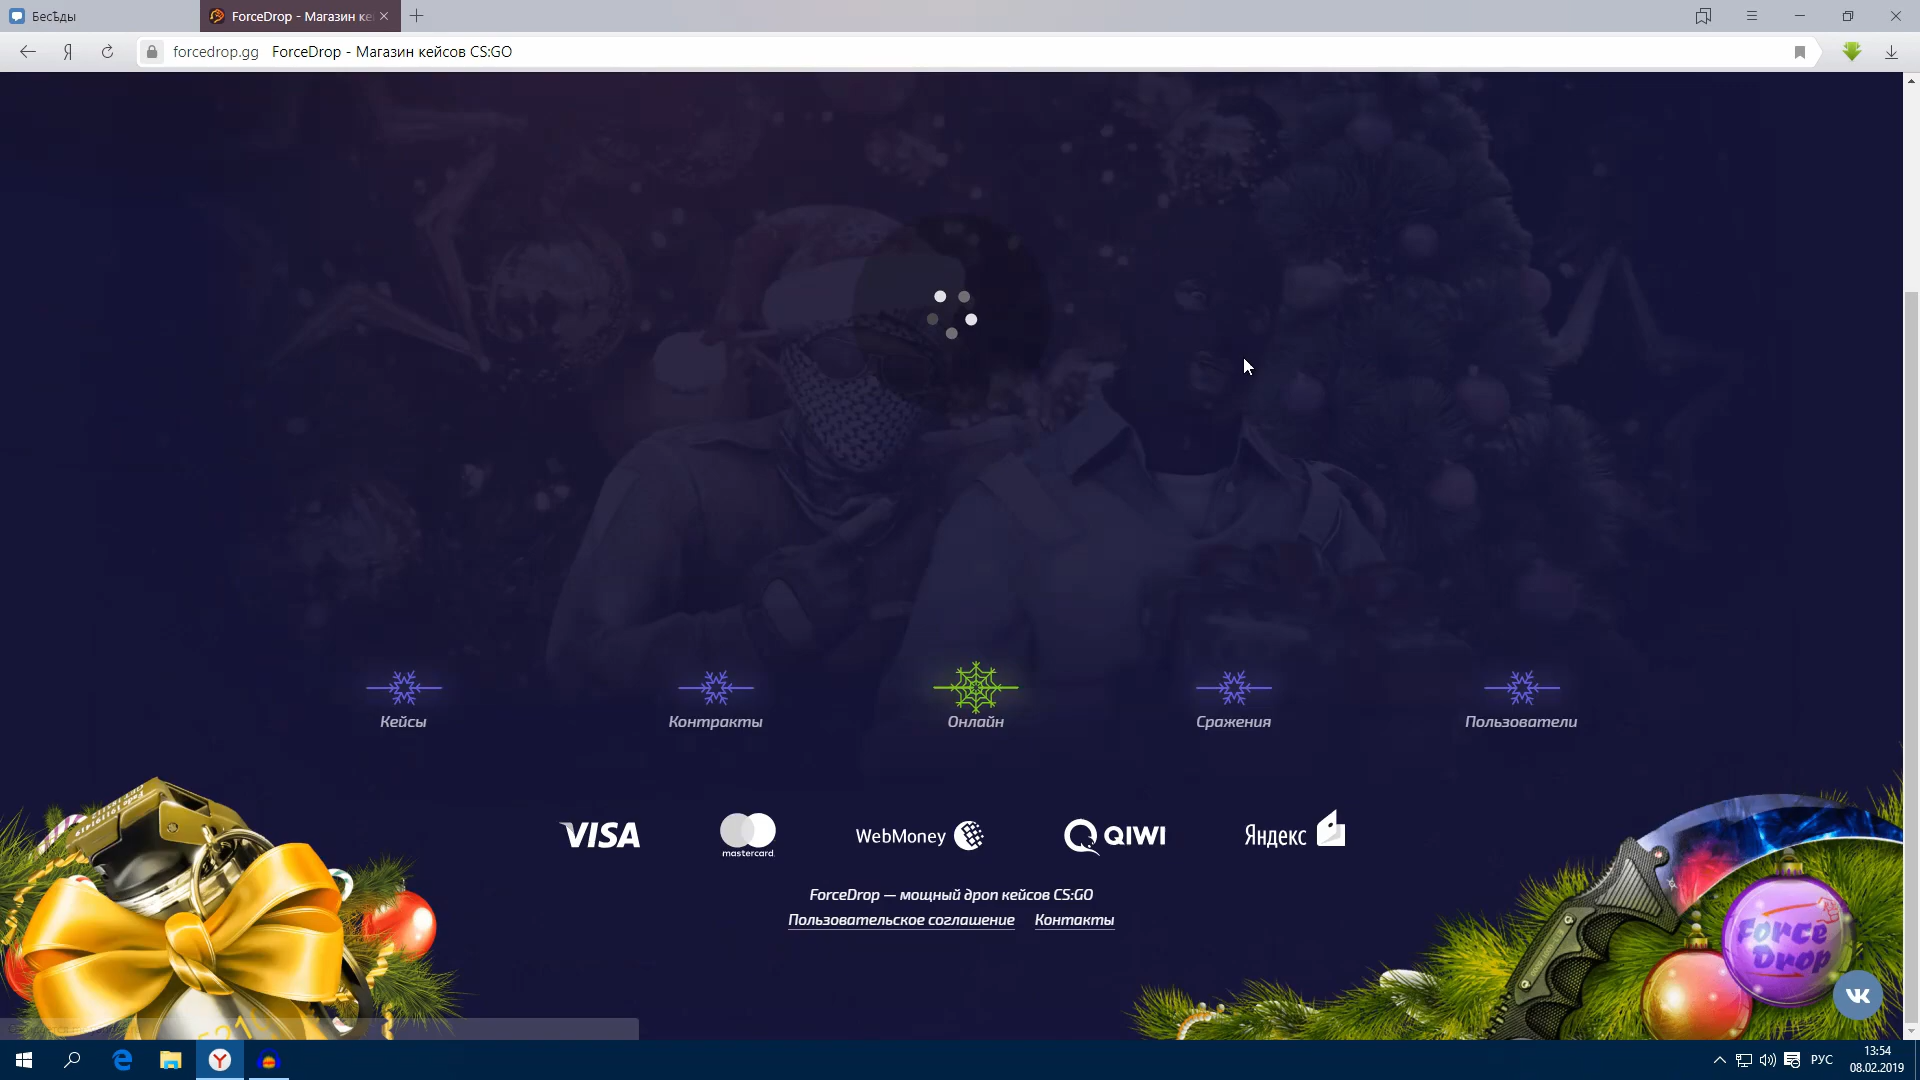 БесѢды
ForceDrop - Магазин ке
forcedrop.gg ForceDrop - Магазин кейсов CS:GO
Кейсы
Контракты
Онлайн
Сражения
Пользователи
VISA
mastercard
WebMoney
QIWI
Яндекс
ForceDrop — мощный дроп кейсов CS:GO
Пользовательское соглашение Контакты
Force
Drop
РУС
13:54
08.02.2019